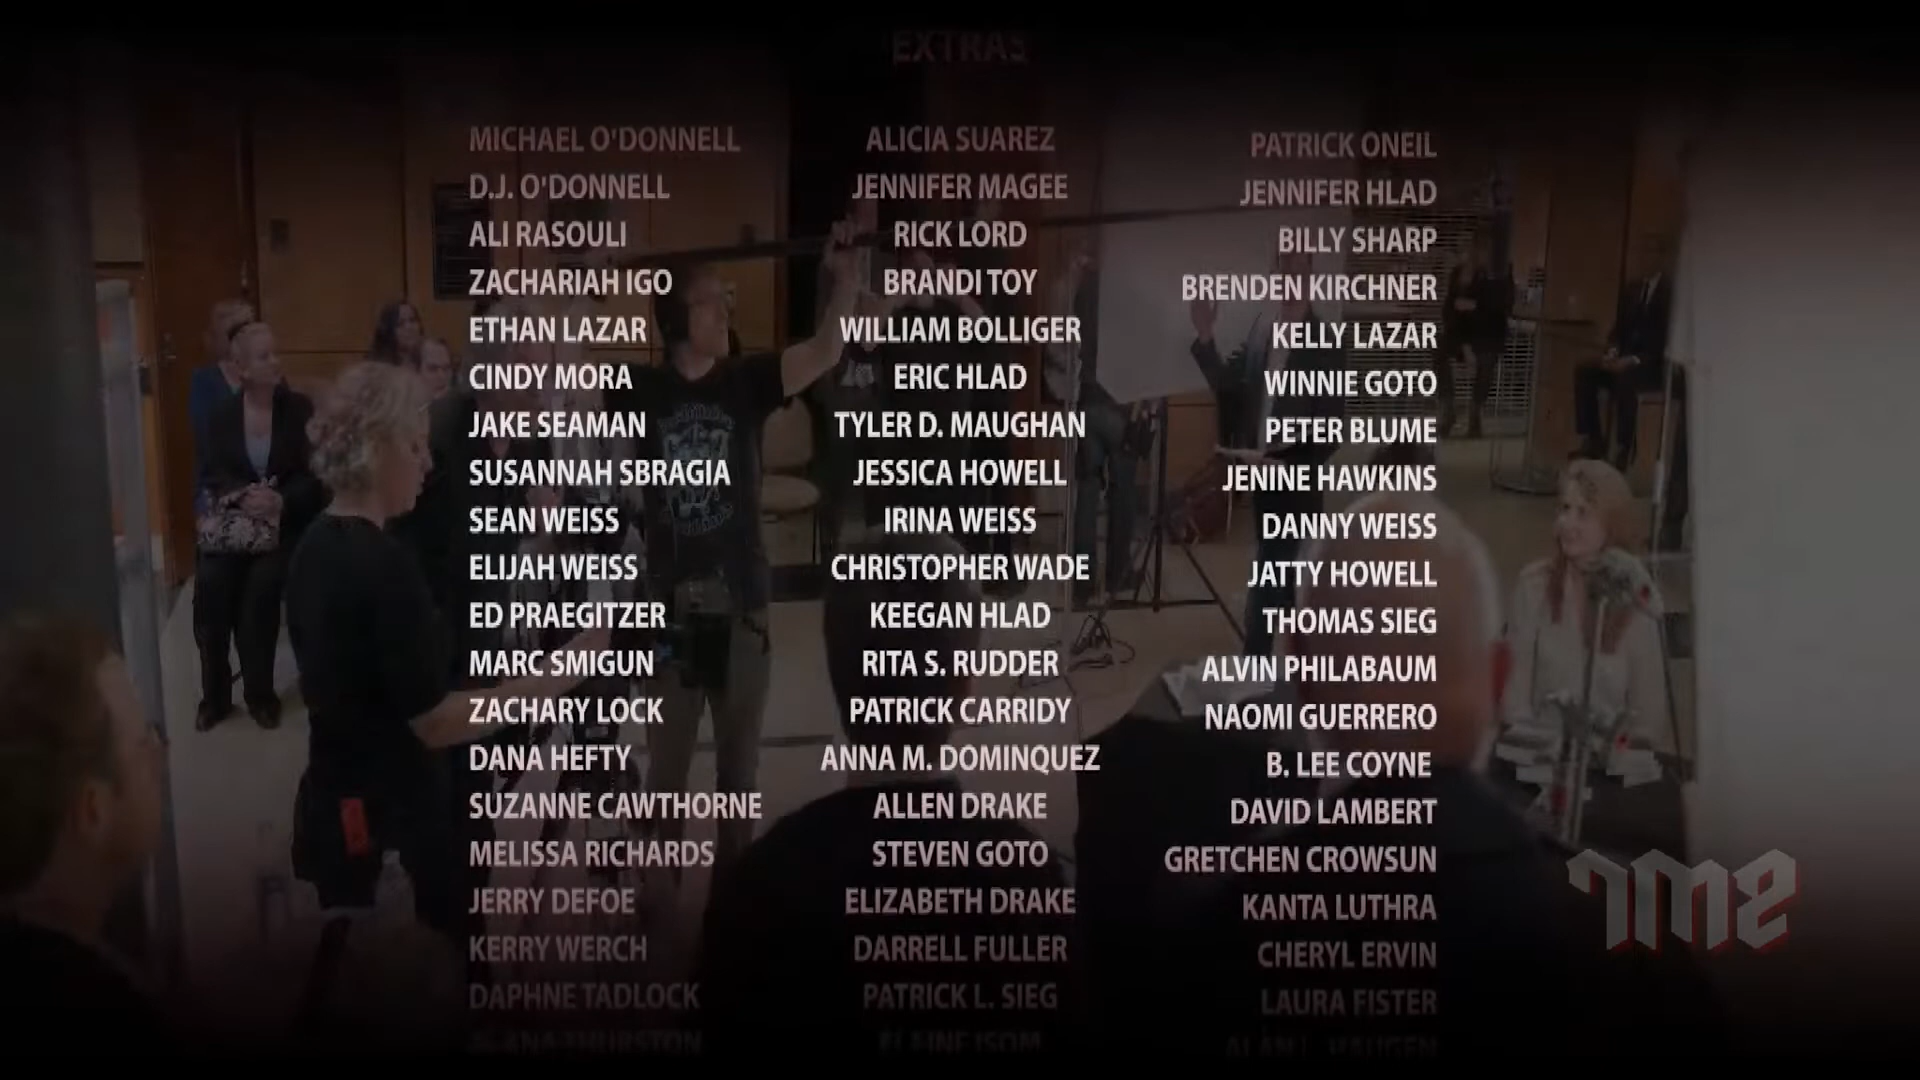 EXTRAS
MICHAEL O'DONNELL
D.J. O'DONNELL
ALI RASOULI
ZACHARIAH IGO
ETHAN LAZAR
CINDY MORA
JAKE SEAMAN
SUSANNAH SBRAGIA
SEAN WEISS
ELIJAH WEISS
ED PRAEGITZER
MARC SMIGUN
ZACHARY LOCK
DANA HEFTY
SUZANNE CAWTHORNE
MELISSA RICHARDS
JERRY DEFOE
KERRY WERCH
DAPHNE TADLOCK
THURSTON
ALICIA SUAREZ
JENNIFER MAGEE
RICK LORD
BRANDI TOY
WILLIAM BOLLIGER
ERIC HLAD
TYLER D. MAUGHAN
JESSICA HOWELL
IRINA WEISS
CHRISTOPHER WADE
KEEGAN HLAD
RITA S. RUDDER
PATRICK CARRIDY
ANNA M. DOMINQUEZ
ALLEN DRAKE
STEVEN GOTO
ELIZABETH DRAKE
DARRELL FULLER
PATRICK L. SIEG
ELAINE ISOM
PATRICK ONEIL
JENNIFER HLAD
BILLY SHARP
BRENDEN KIRCHNER
KELLY LAZAR
WINNIE GOTO
PETER BLUME
JENINE HAWKINS
DANNY WEISS
JATTY HOWELL
THOMAS SIEG
ALVIN PHILABAUM
NAOMI GUERRERO
B. LEE COYNE
DAVID LAMBERT
GRETCHEN CROWSUN
KANTA LUTHRA
CHERYL ERVIN
LAURA FISTER
ALAN L. HAUGEN